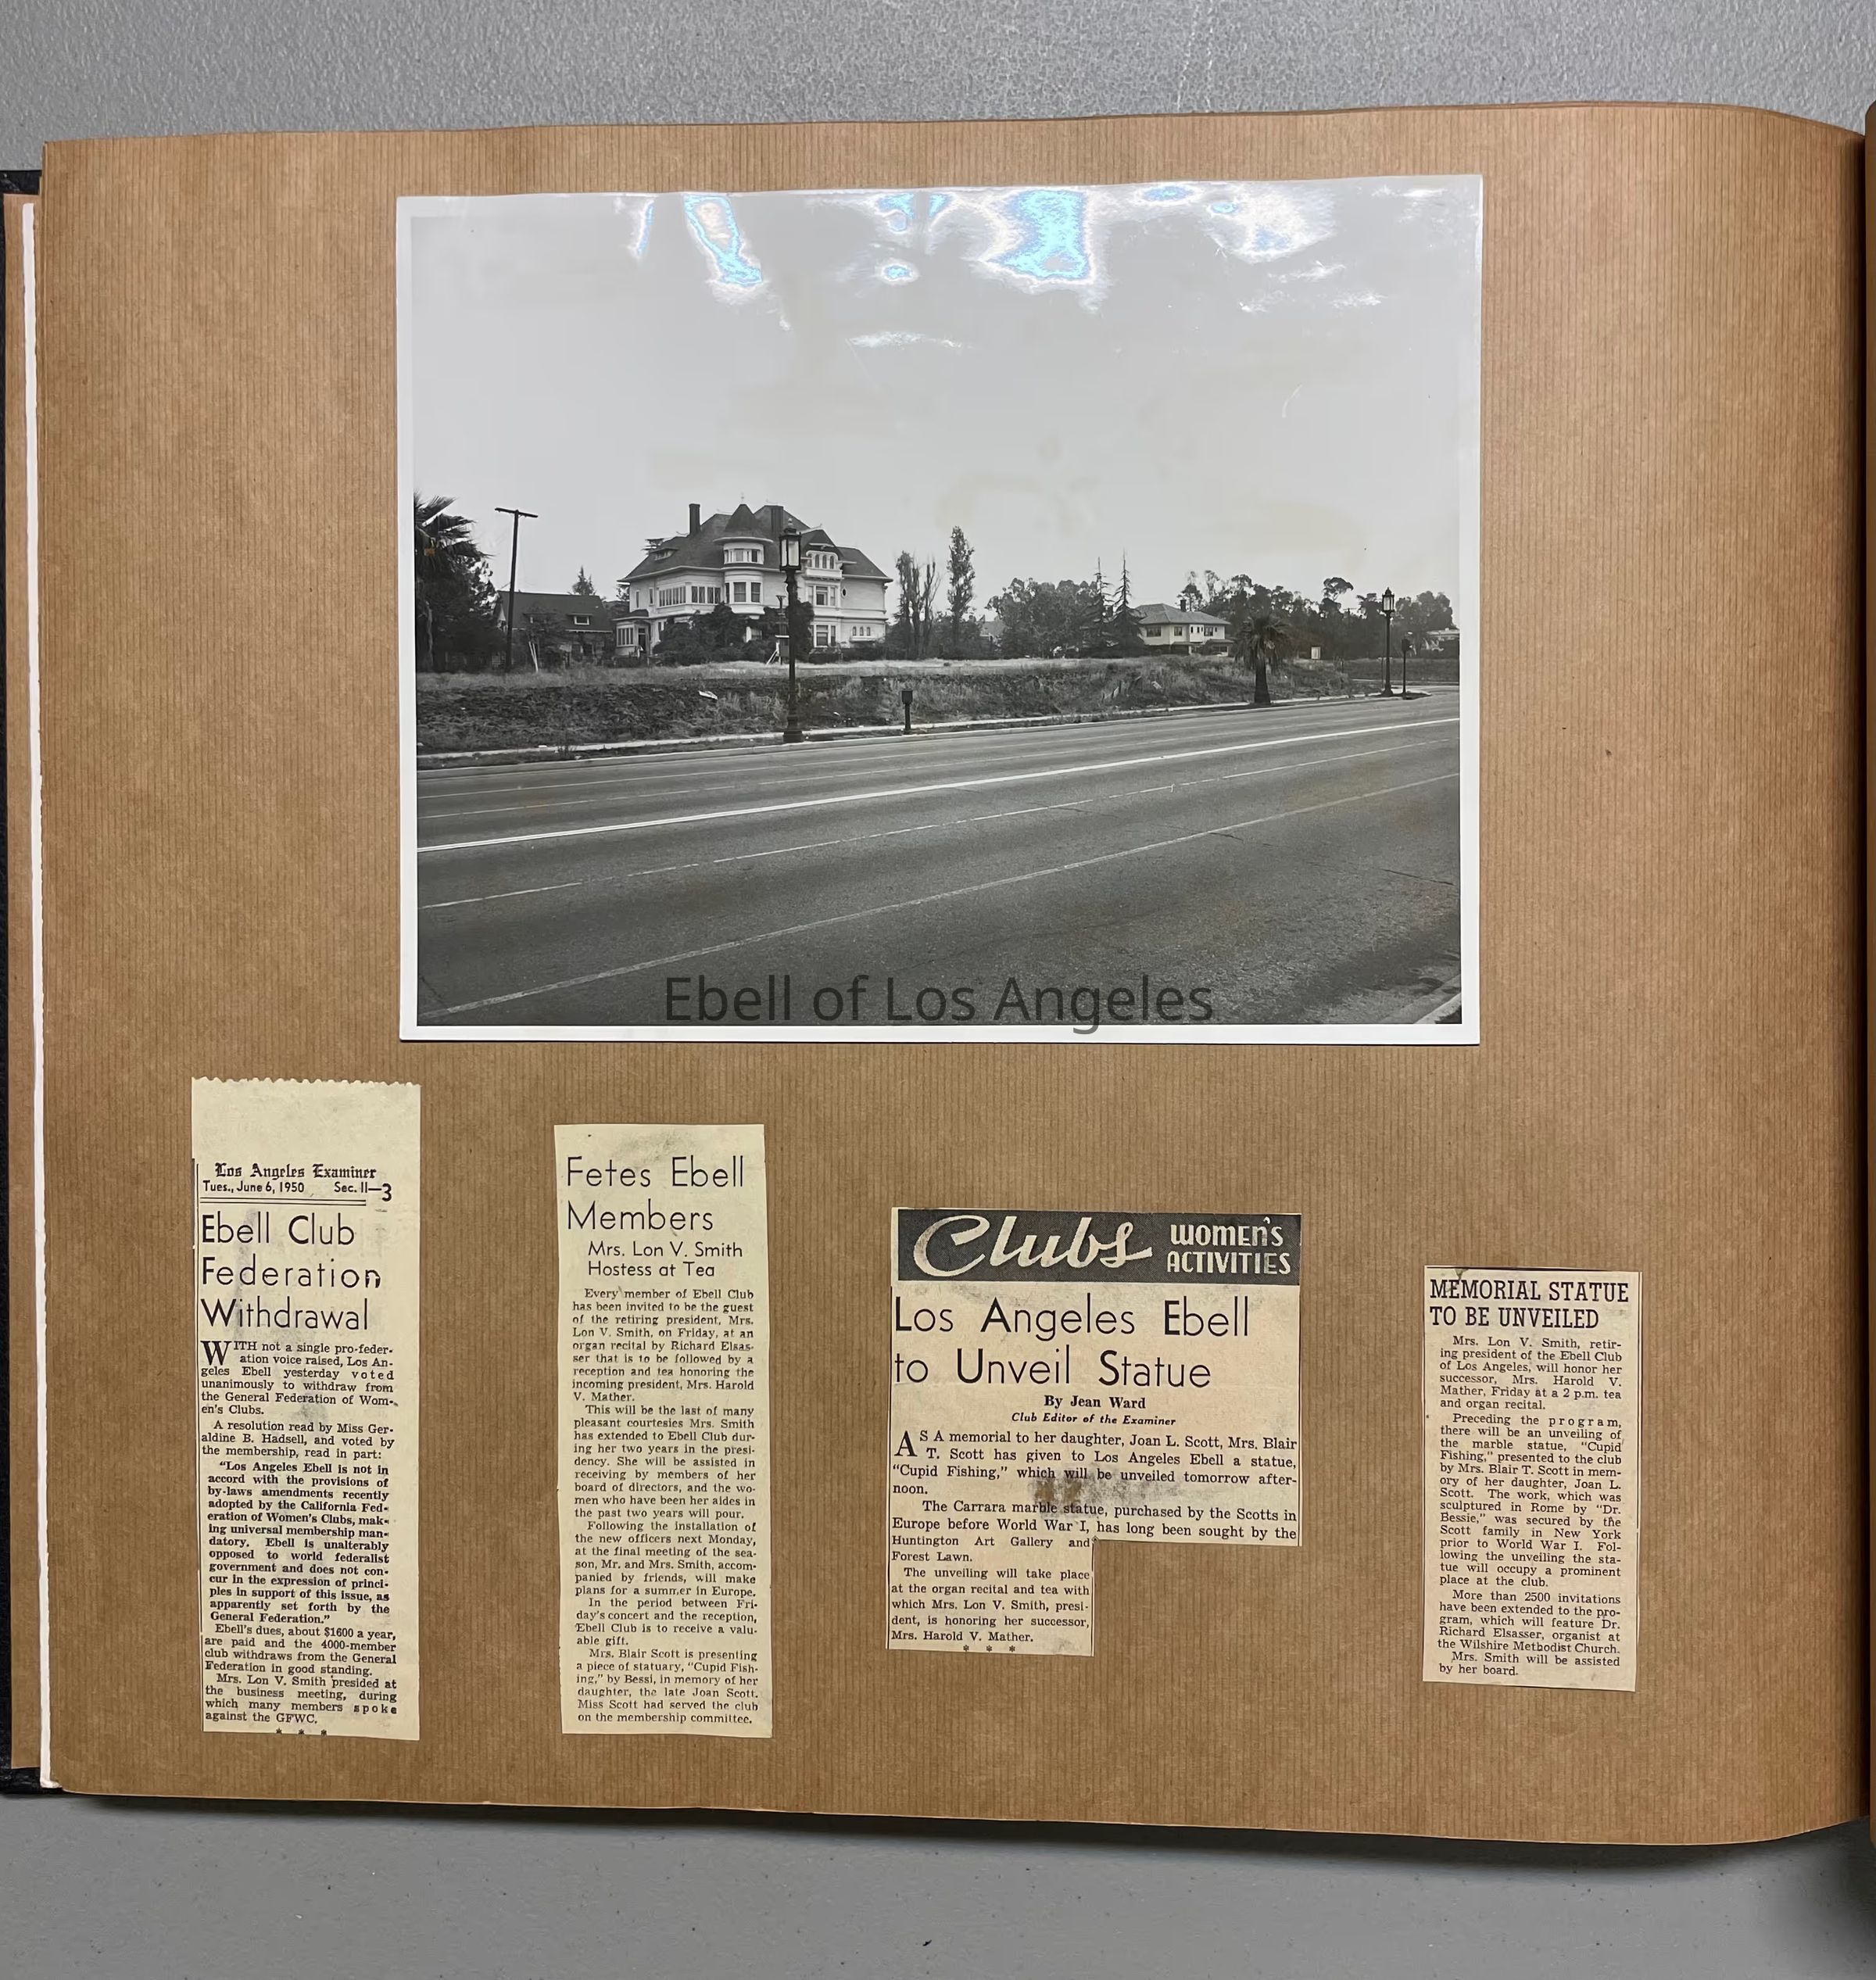 Ebell of Los Angeles
Los Angeles Examiner
Tues., June 6, 1950 Sec. II—3
Ebell Club
Federation
Withdrawal
WITH not a single pro-feder-
ation voice raised, Los An-
geles Ebell yesterday voted
unanimously to withdraw from
the General Federation of Wom-
en's Clubs.
A resolution read by Miss Ger-
aldine B. Hadsell, and voted by
the membership, read in part:
"Los Angeles Ebell is not in
accord with the provisions of
by-laws amendments recently
adopted by the California Fed-
eration of Women's Clubs, mak-
ing universal membership man-
datory. Ebell is unalterably
opposed to world federalist
government and does not con-
cur in the expression of princi-
ples in support of this issue, as
apparently set forth by the
General Federation."
Ebell's dues, about $1600 a year,
are paid and the 4000-member
club withdraws from the General
Federation in good standing.
Mrs. Lon V. Smith presided at
the business meeting, during
which many members spoke
against the GFWC.
* * *
Fetes Ebell
Members
Mrs. Lon V. Smith
Hostess at Tea
Every member of Ebell Club
has been invited to be the guest
of the retiring president, Mrs.
Lon V. Smith, on Friday, at an
organ recital by Richard Elsas-
ser that is to be followed by a
reception and tea honoring the
incoming president, Mrs. Harold
V. Mather.
This will be the last of many
pleasant courtesies Mrs. Smith
has extended to Ebell Club dur-
ing her two years in the presi-
dency. She will be assisted in
receiving by members of her
board of directors, and the wo-
men who have been her aides in
the past two years will pour.
Following the installation of
the new officers next Monday,
at the final meeting of the sea-
son, Mr. and Mrs. Smith, accom-
panied by friends, will make
plans for a summer in Europe.
In the period between Fri-
day's concert and the reception,
Ebell Club is to receive a valu-
able gift.
Mrs. Blair Scott is presenting
a piece of statuary, "Cupid Fish-
ing," by Bessi, in memory of her
daughter, the late Joan Scott.
Miss Scott had served the club
on the membership committee.
Clubs WOMEN'S
ACTIVITIES
Los Angeles Ebell
to Unveil Statue
By Jean Ward
Club Editor of the Examiner
AS A memorial to her daughter, Joan L. Scott, Mrs. Blair
T. Scott has given to Los Angeles Ebell a statue,
"Cupid Fishing," which will be unveiled tomorrow after-
noon.
The Carrara marble statue, purchased by the Scotts in
Europe before World War I, has long been sought by the
Huntington Art Gallery and
Forest Lawn.
The unveiling will take place
at the organ recital and tea with
which Mrs. Lon V. Smith, presi-
dent, is honoring her successor,
Mrs. Harold V. Mather.
* * *
MEMORIAL STATUE
TO BE UNVEILED
Mrs. Lon V. Smith, retir-
ing president of the Ebell Club
of Los Angeles, will honor her
successor, Mrs. Harold V.
Mather, Friday at a 2 p.m. tea
and organ recital.
Preceding the program,
there will be an unveiling of
the marble statue, "Cupid
Fishing," presented to the club
by Mrs. Blair T. Scott in mem-
ory of her daughter, Joan L.
Scott. The work, which was
sculptured in Rome by "Dr.
Bessie," was secured by the
Scott family in New York
prior to World War I. Fol-
lowing the unveiling the sta-
tue will occupy a prominent
place at the club.
More than 2500 invitations
have been extended to the pro-
gram, which will feature Dr.
Richard Elsasser, organist at
the Wilshire Methodist Church.
Mrs. Smith will be assisted
by her board.